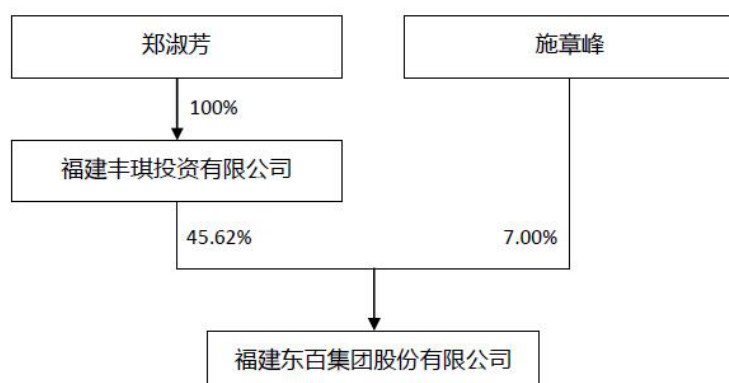 郑淑芳
施章峰
100%
福建丰琪投资有限公司
45.62%
7.00%
福建东百集团股份有限公司